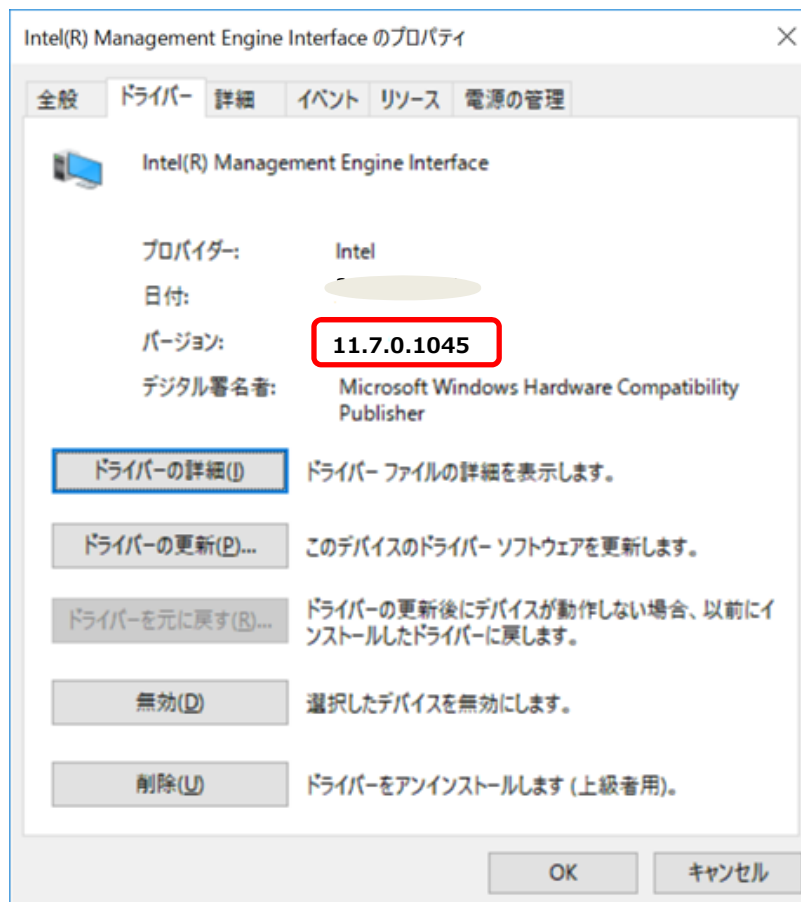 Intel(R) Management Engine Interface のプロパティ
全般 ドライバー 詳細 イベント リソース 電源の管理
Intel(R) Management Engine Interface
プロバイダー: Intel
日付:
バージョン: 11.7.0.1045
デジタル署名者: Microsoft Windows Hardware Compatibility
Publisher
ドライバーの詳細(I) ドライバー ファイルの詳細を表示します。
ドライバーの更新(P)... このデバイスのドライバー ソフトウェアを更新します。
ドライバーを元に戻す(R)... ドライバーの更新後にデバイスが動作しない場合、以前にイ
ンストールしたドライバーに戻します。
無効(D) 選択したデバイスを無効にします。
削除(U) ドライバーをアンインストールします (上級者用)。
OK キャンセル